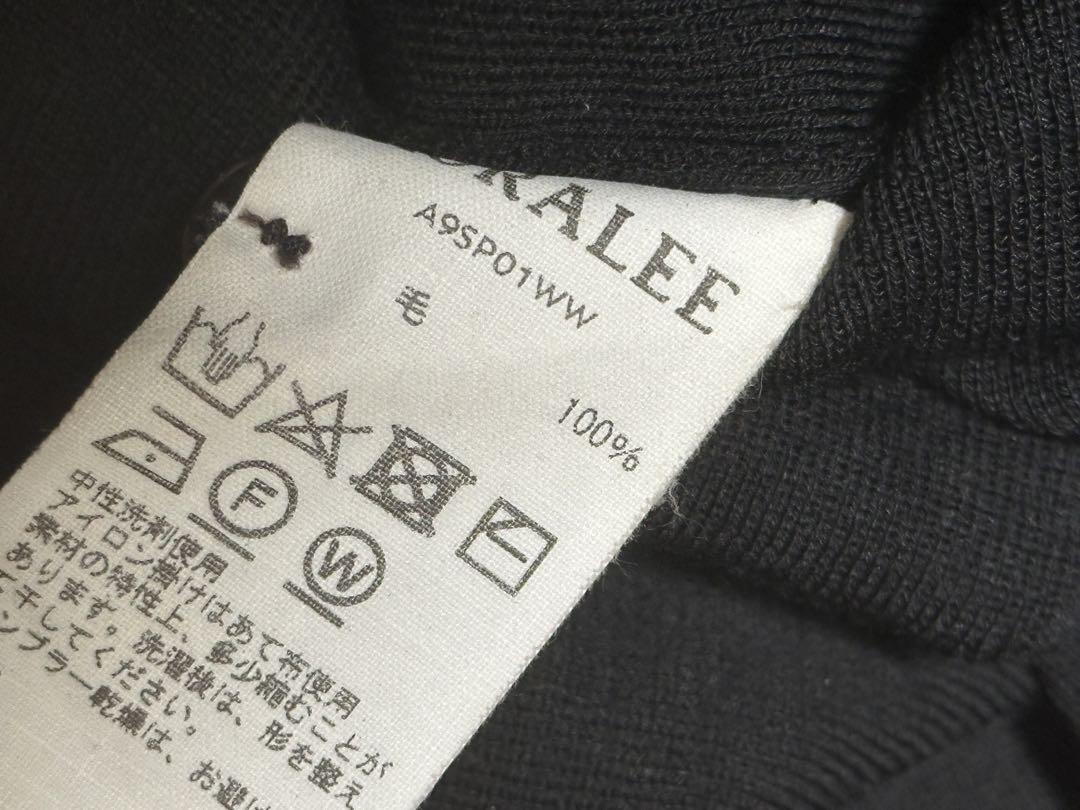 RALEE
A9SP01WW
毛 100%
F
W
中性洗剤使用
アイロン掛けはあて布使用
素材の特性上、多少縮むことが
あります。洗濯後は、形を整え
て干してください。
ンブラー乾燥は、お避け